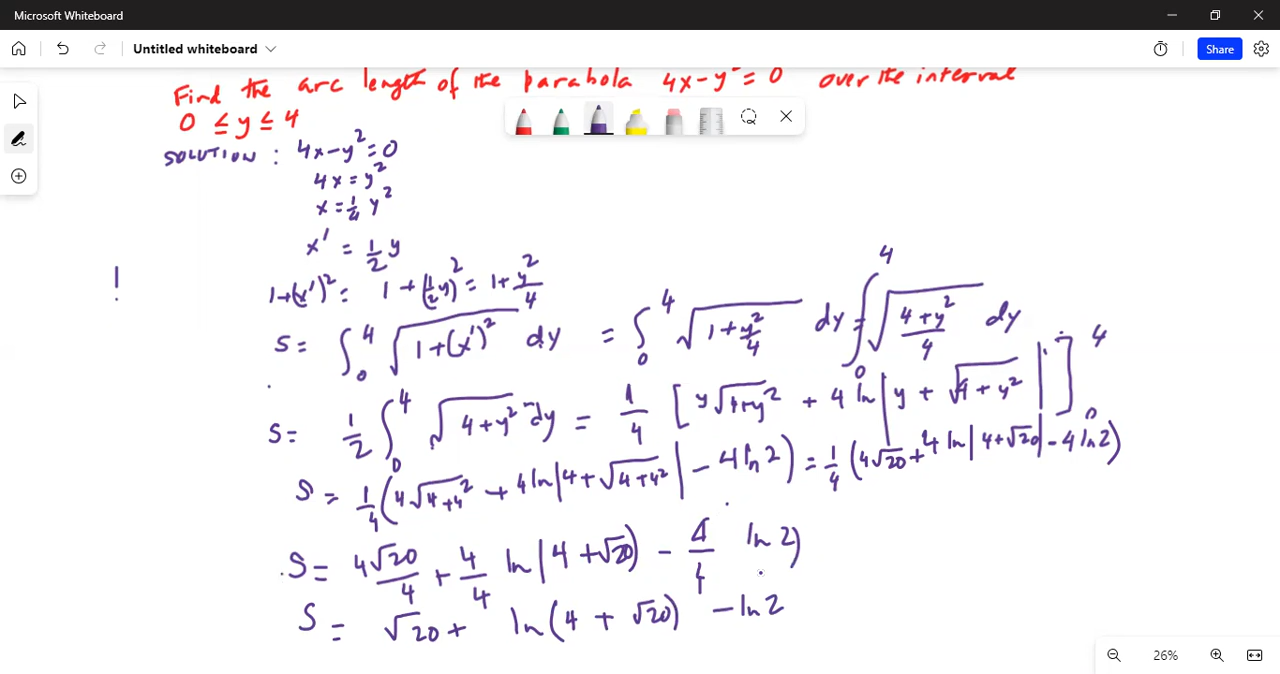 Microsoft Whiteboard
Untitled whiteboard
Share
Find the arc length of the parabola 4x - y² = 0 over the interval
0 ≤ y ≤ 4
SOLUTION : 4x - y² = 0
4x = y²
x = 1/4 y²
x' = 1/2 y
!
1+(x')² = 1 + (1/2 y)² = 1 + y²/4
S = ∫₀⁴ √(1+(x')²) dy = ∫₀⁴ √(1 + y²/4) dy = ∫₀⁴ √((4+y²)/4) dy
S = 1/2 ∫₀⁴ √(4+y²) dy = 1/4 [y√(4+y²) + 4 ln|y + √(4+y²)|]₀⁴
S = 1/4 (4√(4+4²) + 4 ln|4 + √(4+4²)| - 4 ln 2) = 1/4 (4√20 + 4 ln|4+√20| - 4 ln 2)
S = 4√20/4 + 4/4 ln|4 + √20) - 4/4 ln 2)
S = √20 + ln(4 + √20) - ln 2
26%